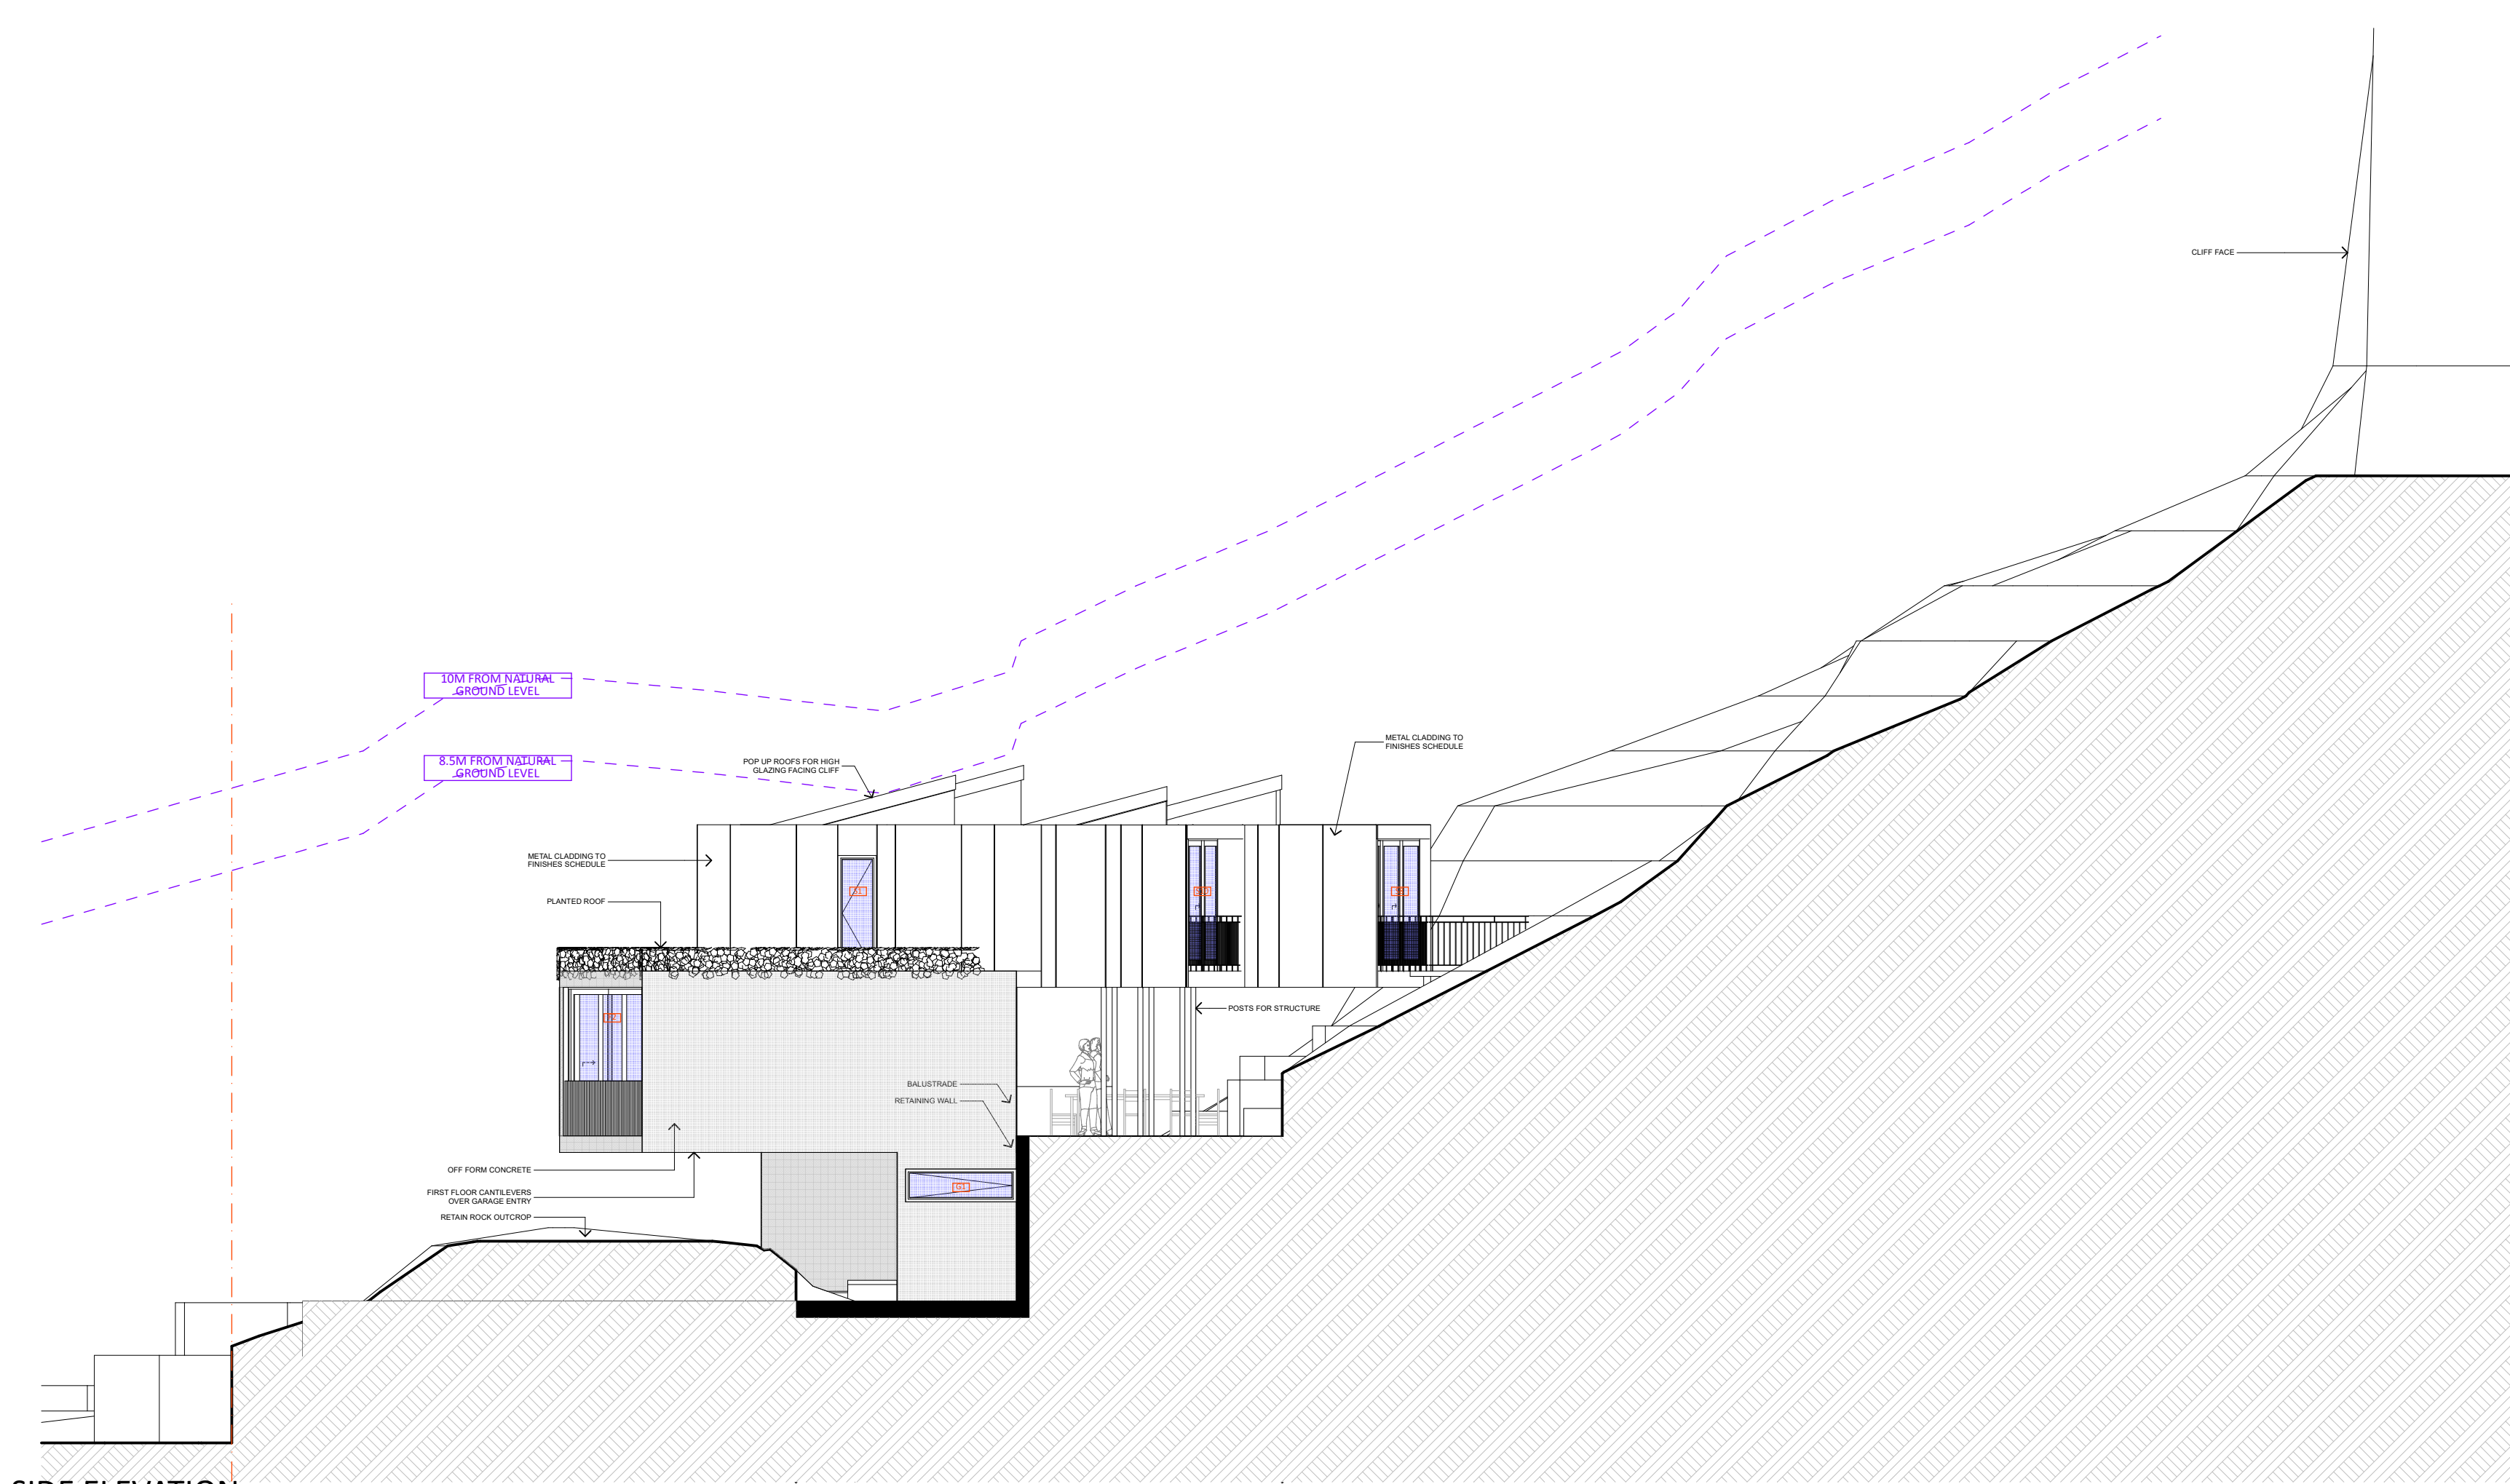 CLIFF FACE
10M FROM NATURAL
GROUND LEVEL
8.5M FROM NATURAL
GROUND LEVEL
POP UP ROOFS FOR HIGH
GLAZING FACING CLIFF
METAL CLADDING TO
FINISHES SCHEDULE
METAL CLADDING TO
FINISHES SCHEDULE
PLANTED ROOF
POSTS FOR STRUCTURE
BALUSTRADE
RETAINING WALL
OFF FORM CONCRETE
FIRST FLOOR CANTILEVERS
OVER GARAGE ENTRY
G1
RETAIN ROCK OUTCROP
SIDE ELEVATION